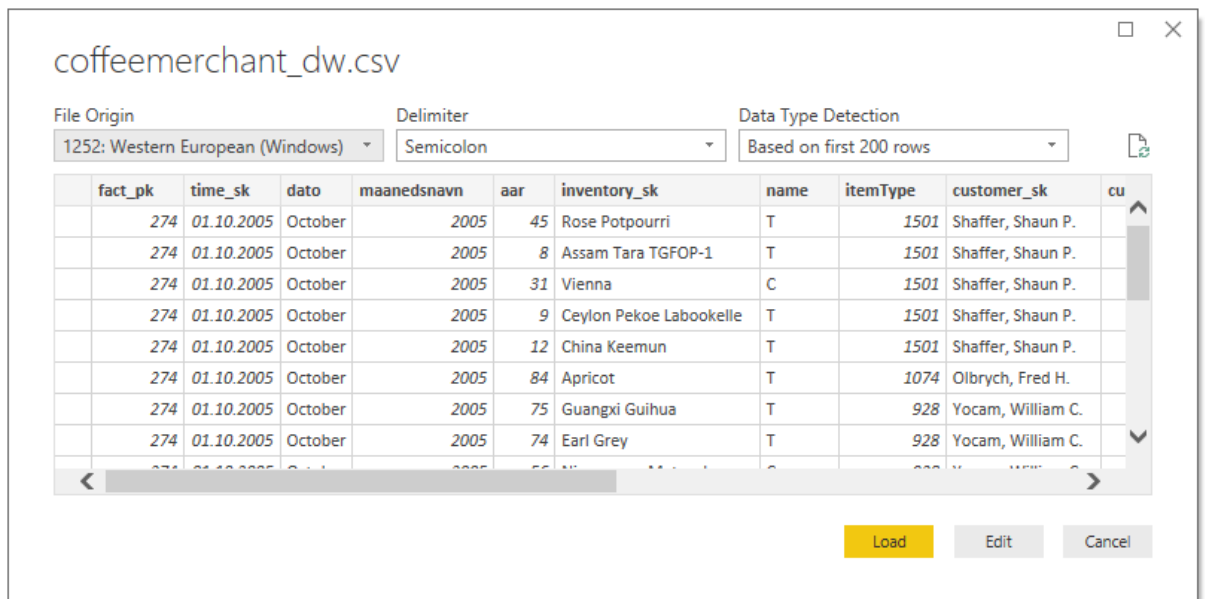 coffeemerchant_dw.csv
File Origin Delimiter Data Type Detection
1252: Western European (Windows) Semicolon Based on first 200 rows
fact_pk time_sk dato maanedsnavn aar inventory_sk name itemType customer_sk cu
274 01.10.2005 October 2005 45 Rose Potpourri T 1501 Shaffer, Shaun P.
274 01.10.2005 October 2005 8 Assam Tara TGFOP-1 T 1501 Shaffer, Shaun P.
274 01.10.2005 October 2005 31 Vienna C 1501 Shaffer, Shaun P.
274 01.10.2005 October 2005 9 Ceylon Pekoe Labookelle T 1501 Shaffer, Shaun P.
274 01.10.2005 October 2005 12 China Keemun T 1501 Shaffer, Shaun P.
274 01.10.2005 October 2005 84 Apricot T 1074 Olbrych, Fred H.
274 01.10.2005 October 2005 75 Guangxi Guihua T 928 Yocam, William C.
274 01.10.2005 October 2005 74 Earl Grey T 928 Yocam, William C.
Load Edit Cancel